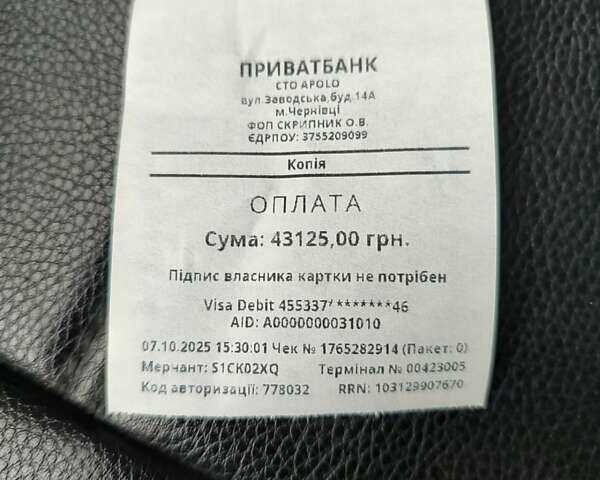 ПРИВАТБАНК
СТО APOLO
вул.Заводська,буд.14А
м.Чернівці
ФОП СКРИПНИК О.В.
ЄДРПОУ: 3755209099
Копія
ОПЛАТА
Сума: 43125,00 грн.
Підпис власника картки не потрібен
Visa Debit 455337*******46
AID: A0000000031010
07.10.2025 15:30:01 Чек № 1765282914 (Пакет: 0)
Мерчант: S1CK02XQ Термінал № 00423005
Код авторизації: 778032 RRN: 103129907670